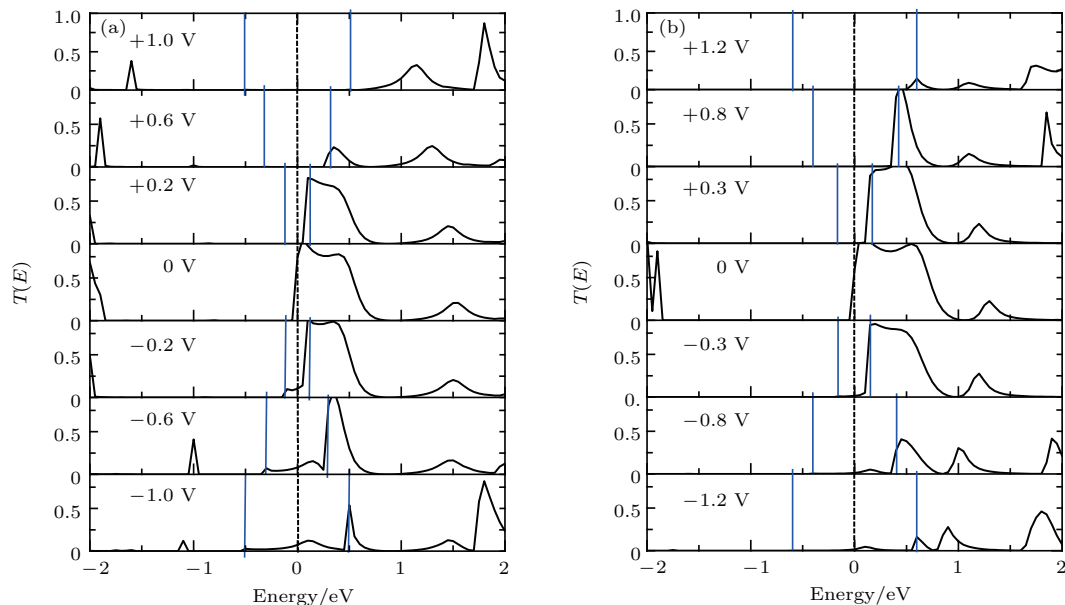 (a)
T(E)
1.0
0.5
0
+1.0 V
0.5
0
+0.6 V
0.5
0
+0.2 V
0.5
0
0 V
0.5
0
−0.2 V
0.5
0
−0.6 V
0.5
0
−1.0 V
−2 −1 0 1 2
Energy/eV
(b)
T(E)
1.0
0.5
0
+1.2 V
0.5
0
+0.8 V
0.5
0
+0.3 V
0.5
0
0 V
0.5
0
−0.3 V
0.5
0
−0.8 V
0.5
0
−1.2 V
−2 −1 0 1 2
Energy/eV